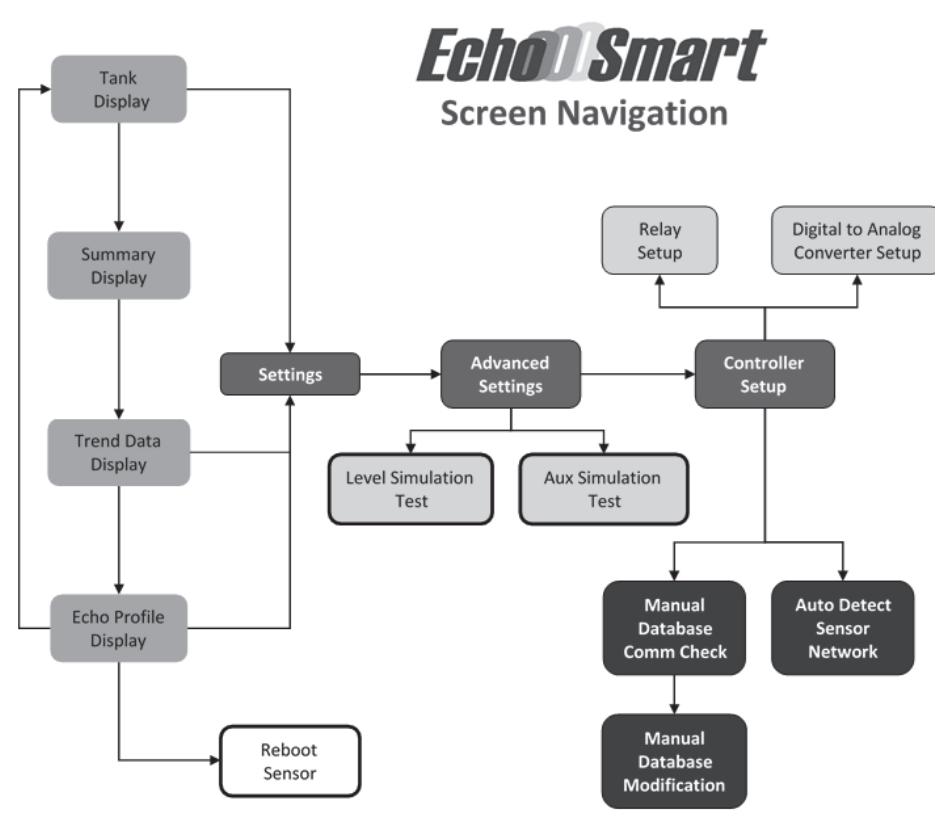 Echo Smart
Screen Navigation
Tank
Display
Summary
Display
Trend Data
Display
Echo Profile
Display
Reboot
Sensor
Settings
Advanced
Settings
Level Simulation
Test
Aux Simulation
Test
Controller
Setup
Relay
Setup
Digital to Analog
Converter Setup
Manual
Database
Comm Check
Auto Detect
Sensor
Network
Manual
Database
Modification